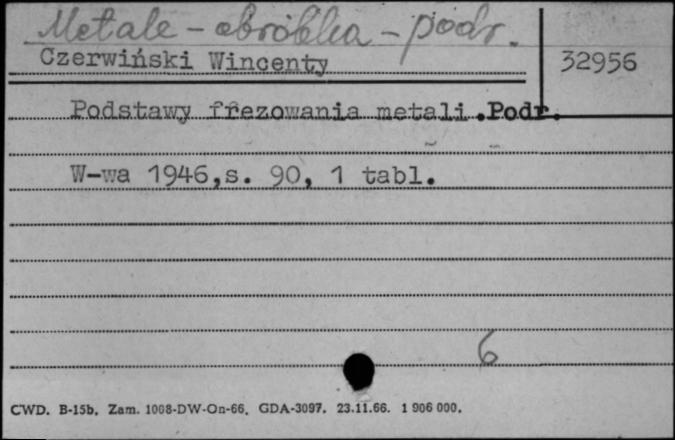 Metale - obróbka - podr.
Czerwiński Wincenty
32956
Podstawy frezowania metali.Podr.
W-wa 1946,s. 90, 1 tabl.
6
CWD. B-15b. Zam. 1008-DW-On-66. GDA-3097. 23.11.66. 1 906 000.